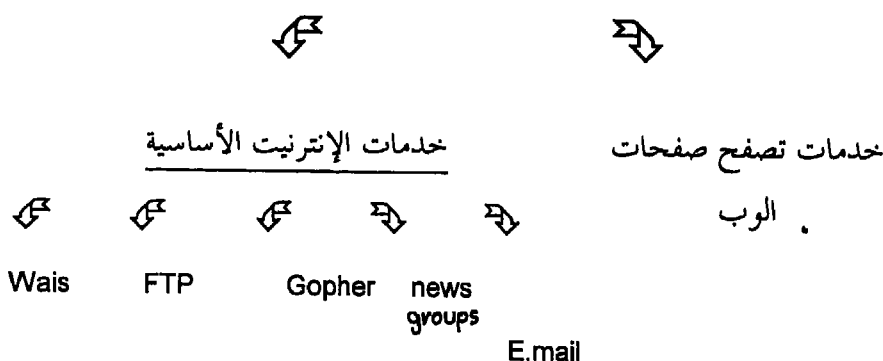 خدمات تصفح صفحات
الوب .
خدمات الإنترنيت الأساسية
Wais FTP Gopher news
groups
E.mail